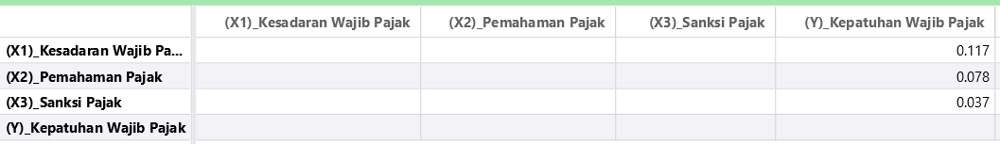 (X1)_Kesadaran Wajib Pajak (X2)_Pemahaman Pajak (X3)_Sanksi Pajak (Y)_Kepatuhan Wajib Pajak
(X1)_Kesadaran Wajib Pa... 0.117
(X2)_Pemahaman Pajak 0.078
(X3)_Sanksi Pajak 0.037
(Y)_Kepatuhan Wajib Pajak